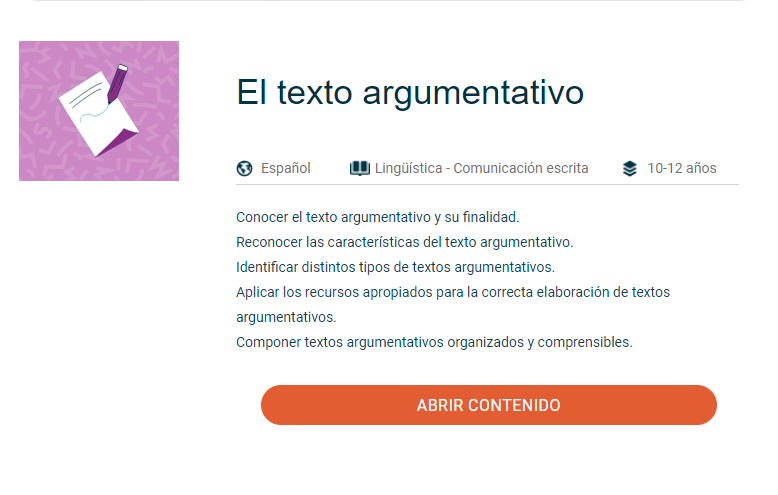 El texto argumentativo
Español
Lingüística - Comunicación escrita
10-12 años
Conocer el texto argumentativo y su finalidad.
Reconocer las características del texto argumentativo.
Identificar distintos tipos de textos argumentativos.
Aplicar los recursos apropiados para la correcta elaboración de textos
argumentativos.
Componer textos argumentativos organizados y comprensibles.
ABRIR CONTENIDO